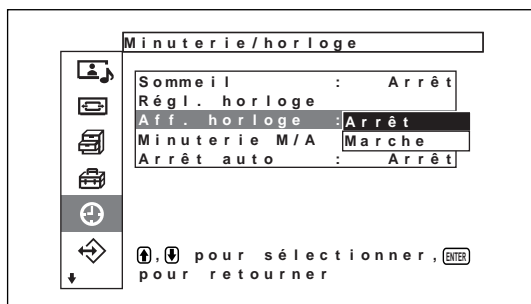 Minuterie/horloge
Sommeil : Arrêt
Régl. horloge
Aff. horloge : Arrêt
Minuterie M/A Marche
Arrêt auto : Arrêt
, pour sélectionner, ENTER
pour retourner